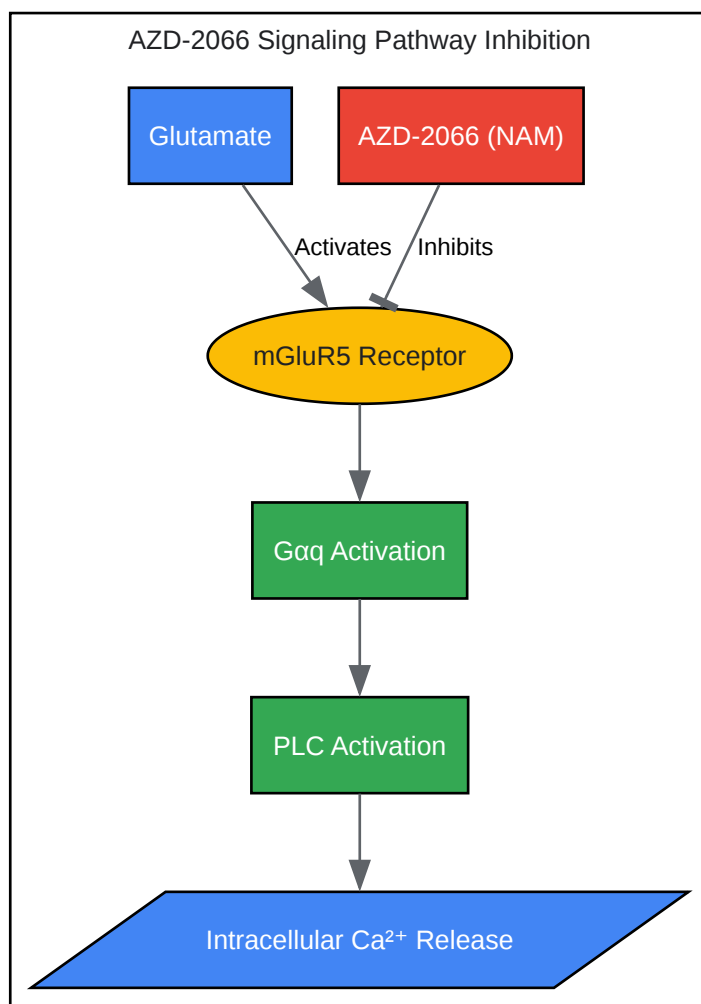 AZD-2066 Signaling Pathway Inhibition
Glutamate
AZD-2066 (NAM)
Activates
Inhibits
mGluR5 Receptor
Gαq Activation
PLC Activation
Intracellular Ca²⁺ Release